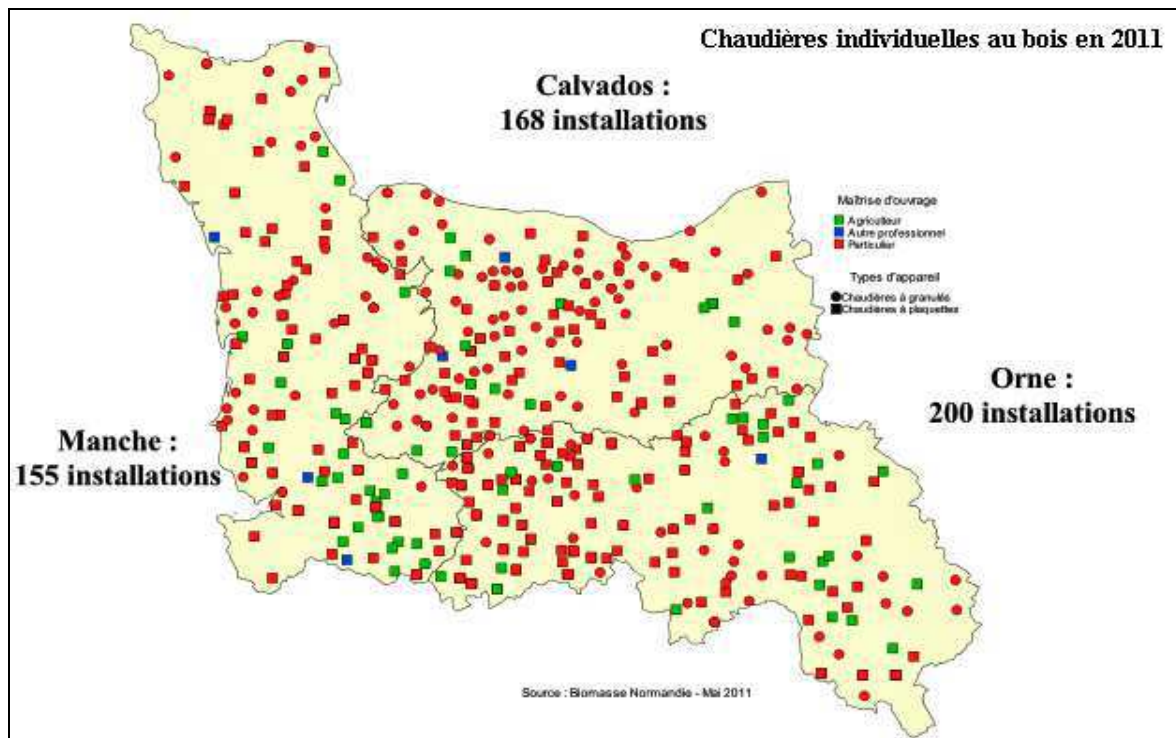 Chaudières individuelles au bois en 2011
Calvados :
168 installations
Maîtrise d'ouvrage
Agriculteur
Autre professionnel
Particulier
Types d'appareil
Chaudières à granulés
Chaudières à plaquettes
Orne :
200 installations
Manche :
155 installations
Source : Biomasse Normandie - Mai 2011